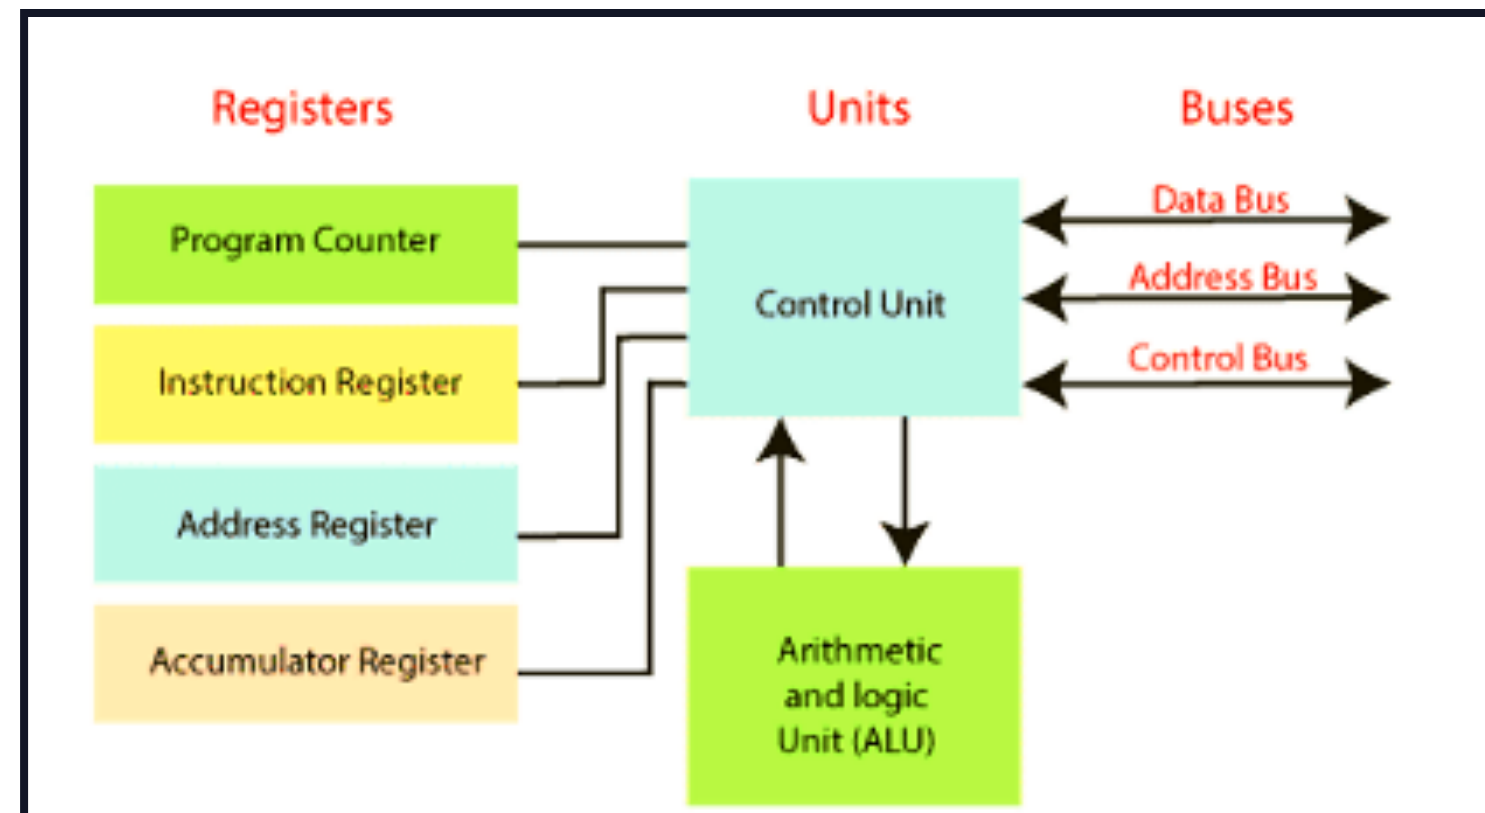 Registers
Units
Buses
Program Counter
Instruction Register
Address Register
Accumulator Register
Control Unit
Arithmetic
and logic
Unit (ALU)
Data Bus
Address Bus
Control Bus